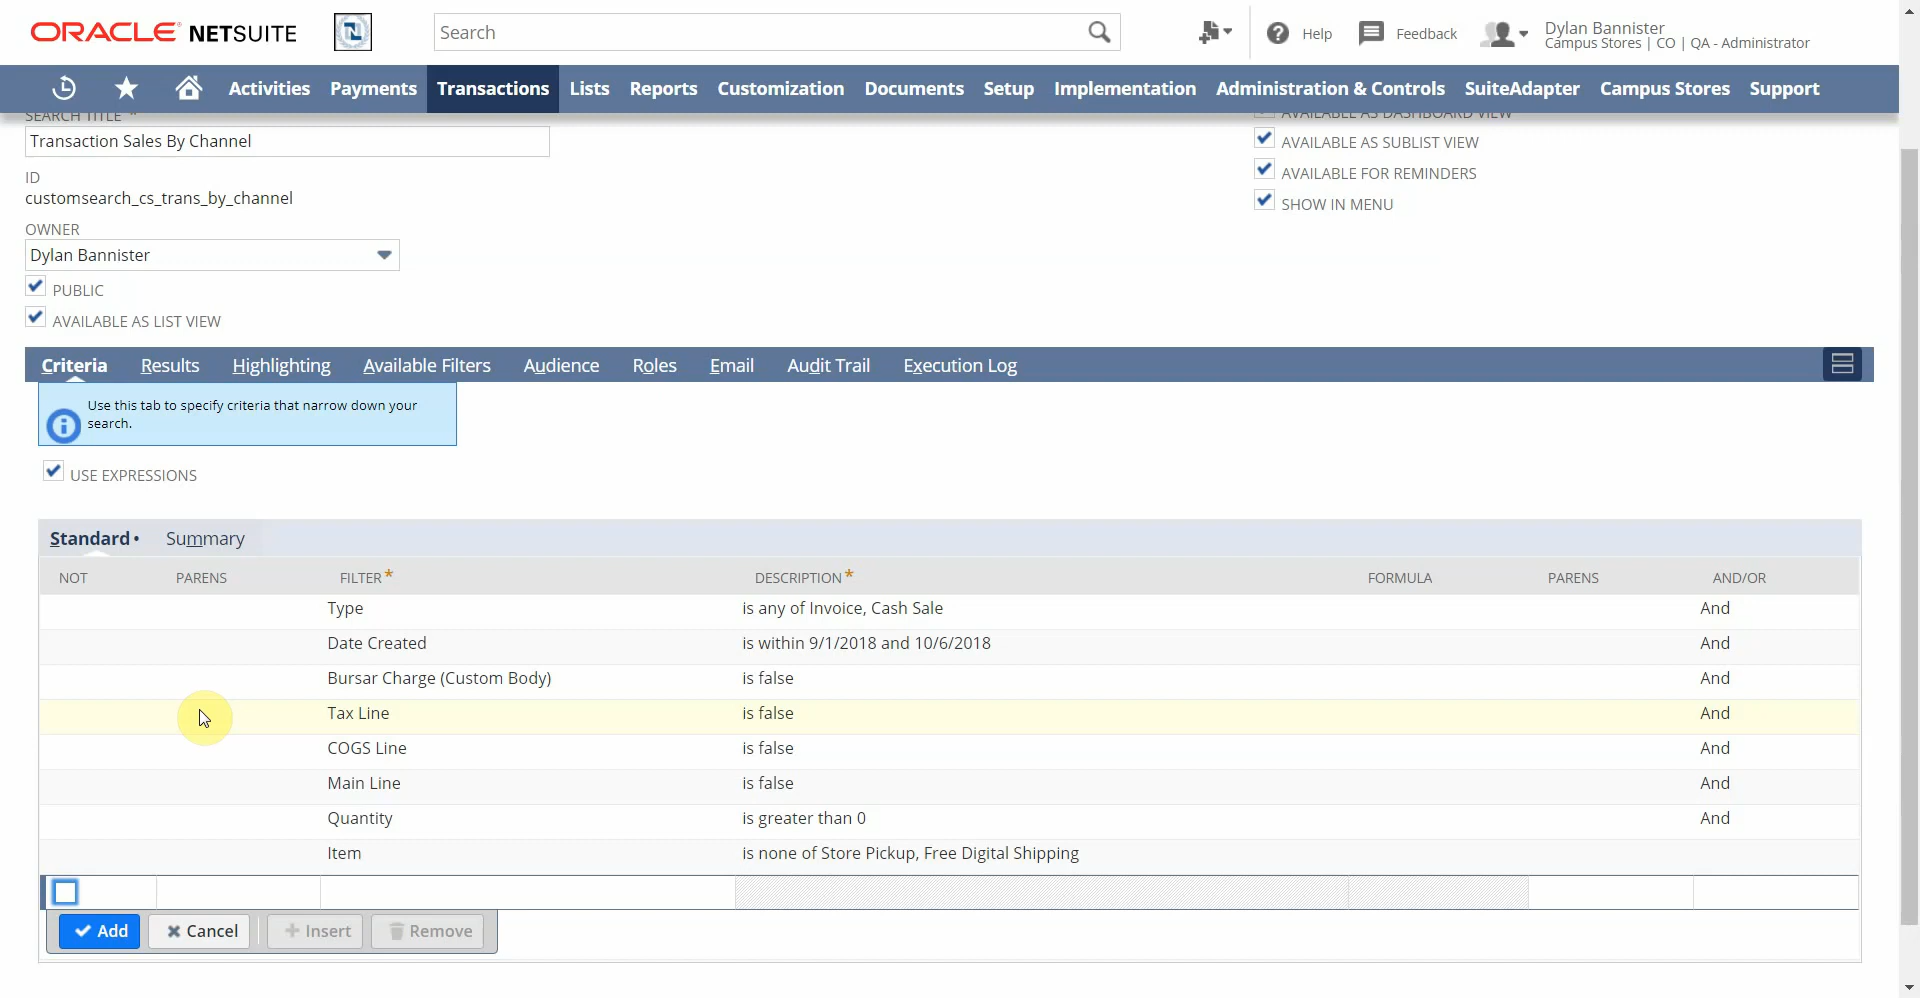 ORACLE NETSUITE
N
Search
Help
Feedback
Dylan Bannister
Campus Stores | CO | QA - Administrator
Activities Payments Transactions Lists Reports Customization Documents Setup Implementation Administration & Controls SuiteAdapter Campus Stores Support
SEARCH TITLE *
Transaction Sales By Channel
ID
customsearch_cs_trans_by_channel
OWNER
Dylan Bannister
PUBLIC
AVAILABLE AS LIST VIEW
AVAILABLE AS DASHBOARD VIEW
AVAILABLE AS SUBLIST VIEW
AVAILABLE FOR REMINDERS
SHOW IN MENU
Criteria Results Highlighting Available Filters Audience Roles Email Audit Trail Execution Log
Use this tab to specify criteria that narrow down your
search.
USE EXPRESSIONS
Standard • Summary
NOT PARENS FILTER * DESCRIPTION * FORMULA PARENS AND/OR
Type is any of Invoice, Cash Sale And
Date Created is within 9/1/2018 and 10/6/2018 And
Bursar Charge (Custom Body) is false And
Tax Line is false And
COGS Line is false And
Main Line is false And
Quantity is greater than 0 And
Item is none of Store Pickup, Free Digital Shipping
Add Cancel Insert Remove